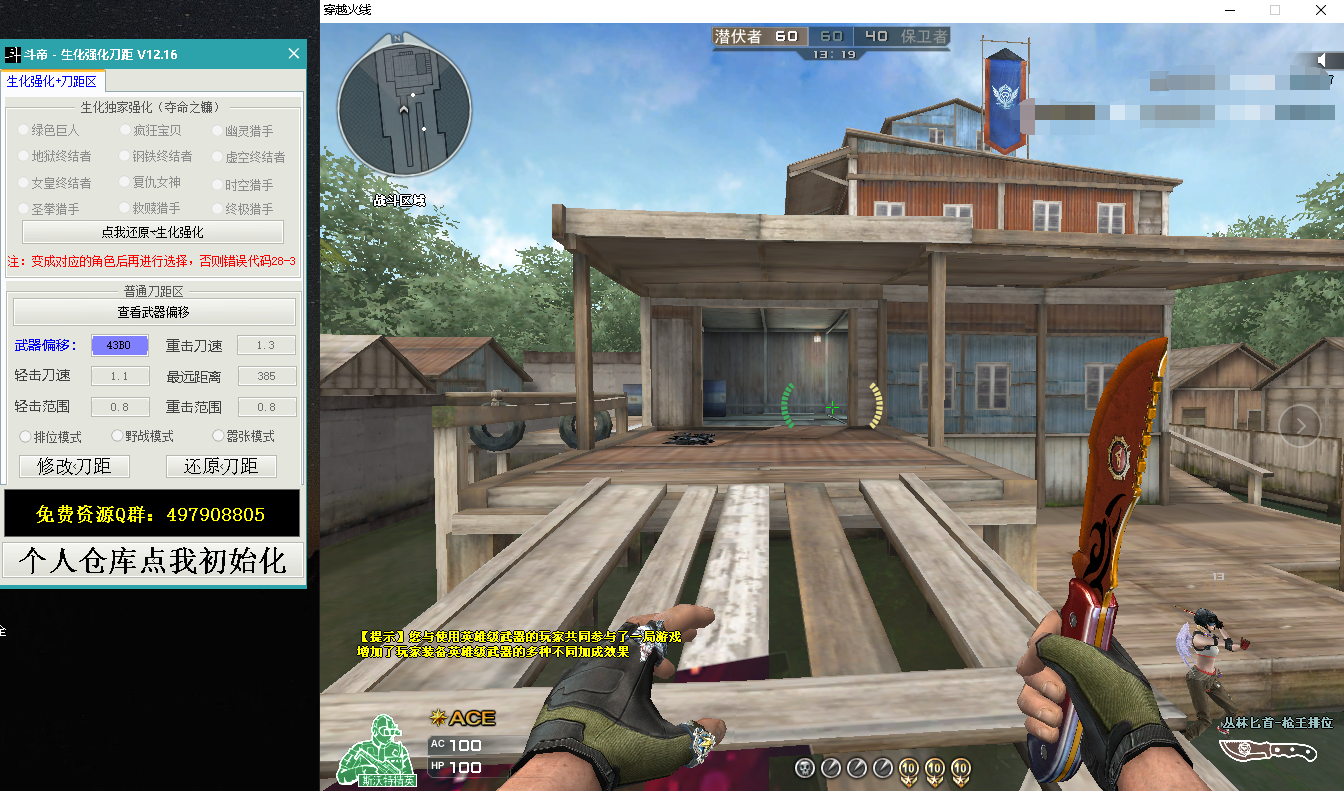 斗帝 - 生化强化刀距 V12.16
生化强化+刀距区
生化独家强化（夺命之镰）
绿色巨人 疯狂宝贝 幽灵猎手
地狱终结者 钢铁终结者 虚空终结者
女皇终结者 复仇女神 时空猎手
圣拳猎手 救赎猎手 终极猎手
点我还原~生化强化
注：变成对应的角色后再进行选择，否则错误代码28-3
普通刀距区
查看武器偏移
武器偏移： 43B0 重击刀速 1.3
轻击刀速 1.1 最远距离 385
轻击范围 0.8 重击范围 0.8
排位模式 野战模式 嚣张模式
修改刀距 还原刀距
免费资源Q群：497908805
个人仓库点我初始化
全
穿越火线
潜伏者 60 60 40 保卫者
13:19
N
战斗区域
7
【提示】您与使用英雄级武器的玩家共同参与了一局游戏
增加了玩家装备英雄级武器的多种不同加成效果
ACE
AC 100
HP 100
斯沃特精英
10 10 10
丛林匕首-枪王排位